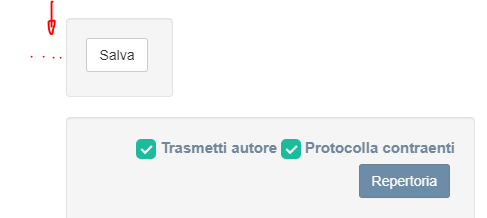 Salva
Trasmetti autore Protocolla contraenti
Repertoria